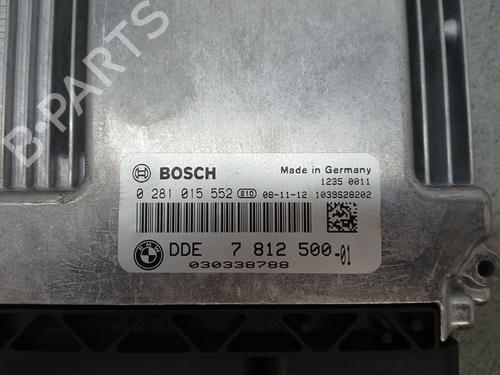 B-PARTS
BOSCH Made in Germany
1235 0011
0 281 015 552 810 08-11-12 1039S28202
DDE 7 812 500-01
030338788